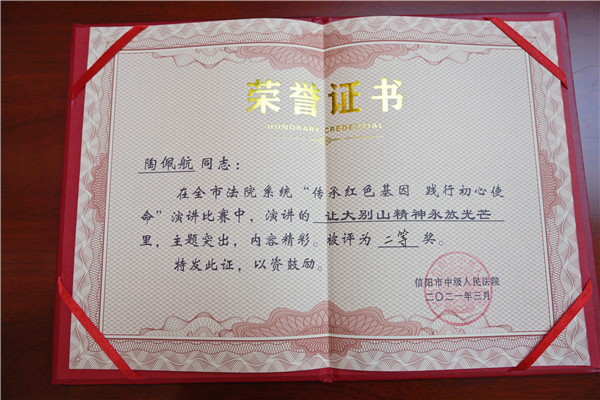 荣誉证书
HONORARY CREDENTIAL
陶佩航 同志：
在全市法院系统“传承红色基因 践行初心使
命”演讲比赛中，演讲的 让大别山精神永放光芒
里，主题突出，内容精彩。被评为 二等 奖。
特发此证，以资鼓励。
信阳市中级人民法院
二〇二一年三月